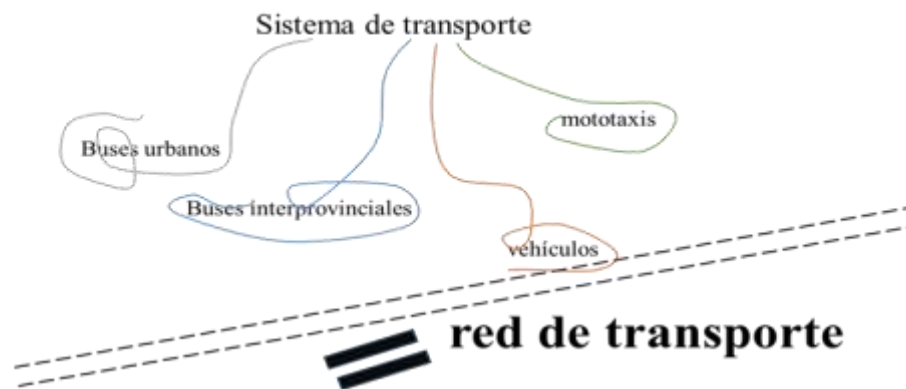 Sistema de transporte
mototaxis
Buses urbanos
Buses interprovinciales
vehículos
red de transporte